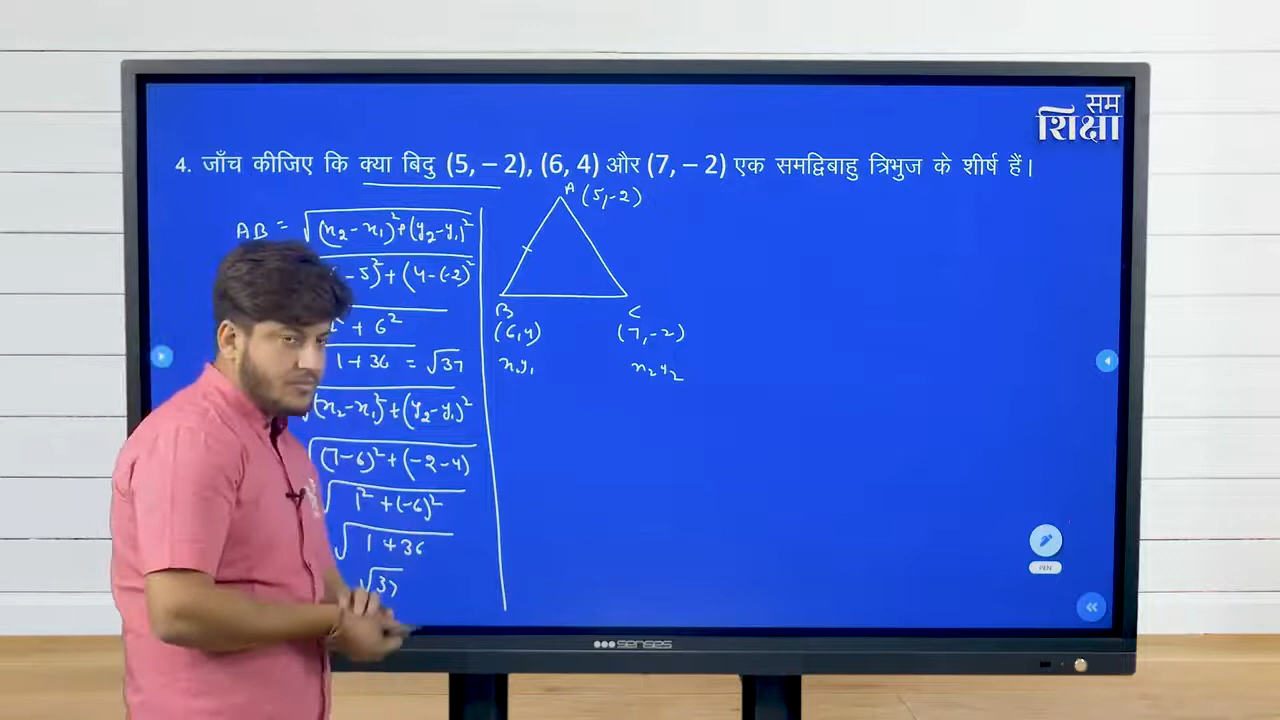 सम
शिक्षा
4. जाँच कीजिए कि क्या बिंदु (5, – 2), (6, 4) और (7, – 2) एक समद्विबाहु त्रिभुज के शीर्ष हैं।
A (5,-2)
AB = √(x₂-x₁)²+(y₂-y₁)²
-5)²+(4-(-2)²
+ 6²
1+36 = √37
√(x₂-x₁)²+(y₂-y₁)²
√(7-6)²+(-2-4)
√1²+(-6)²
√1+36
√37
B C
(6,4) (7,-2)
x₁y₁ x₂y₂
PEN
senses